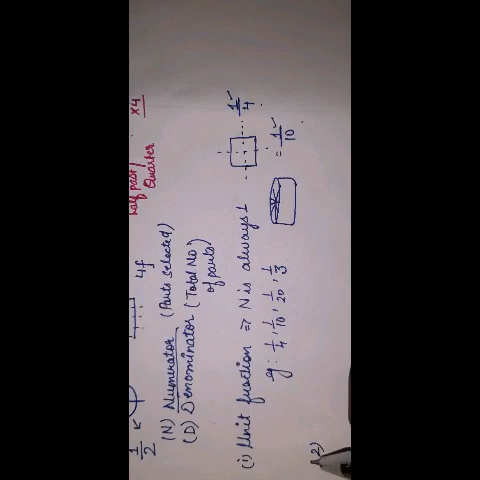 half past/
Quarter
x4
1/2
4f
(N) Numerator (Parts Selected)
(D) Denominator (Total No. of parts)
(i) Unit fraction ⇒ N is always 1
1/4
eg: 1/4, 1/10, 1/20, 1/3
= 1/10
2)